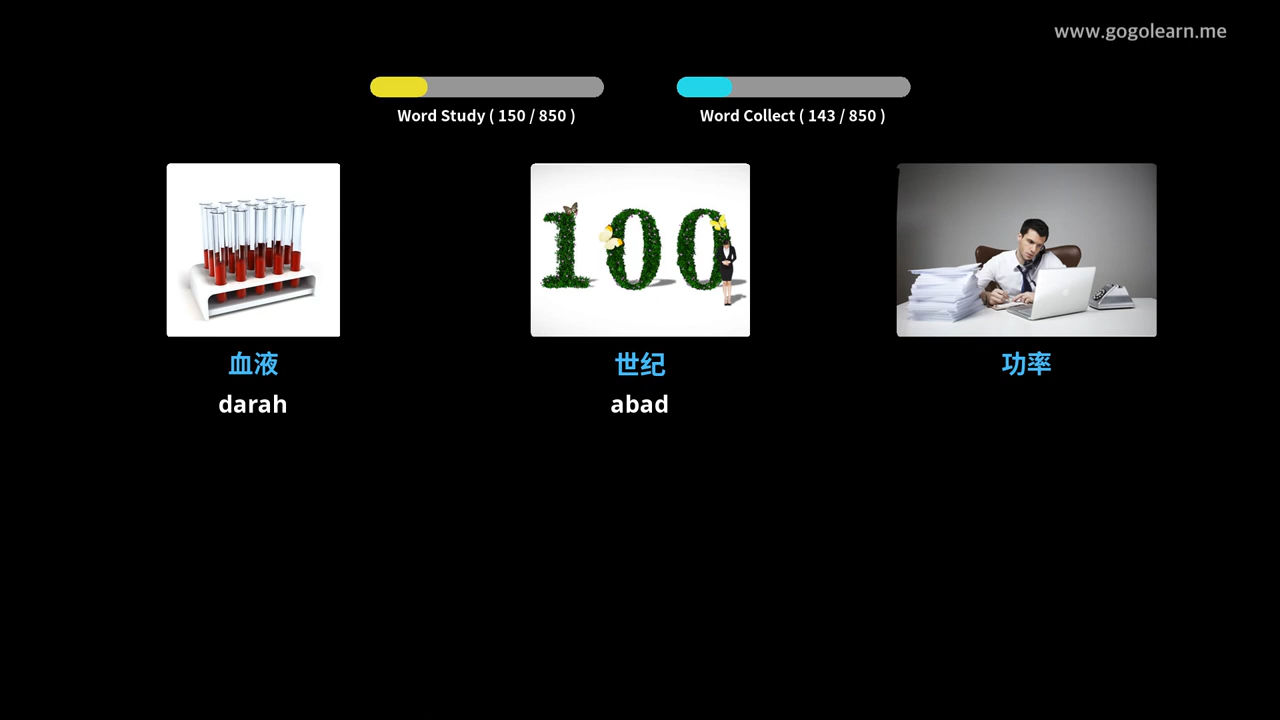 www.gogolearn.me
Word Study ( 150 / 850 )
Word Collect ( 143 / 850 )
血液
darah
世纪
abad
功率